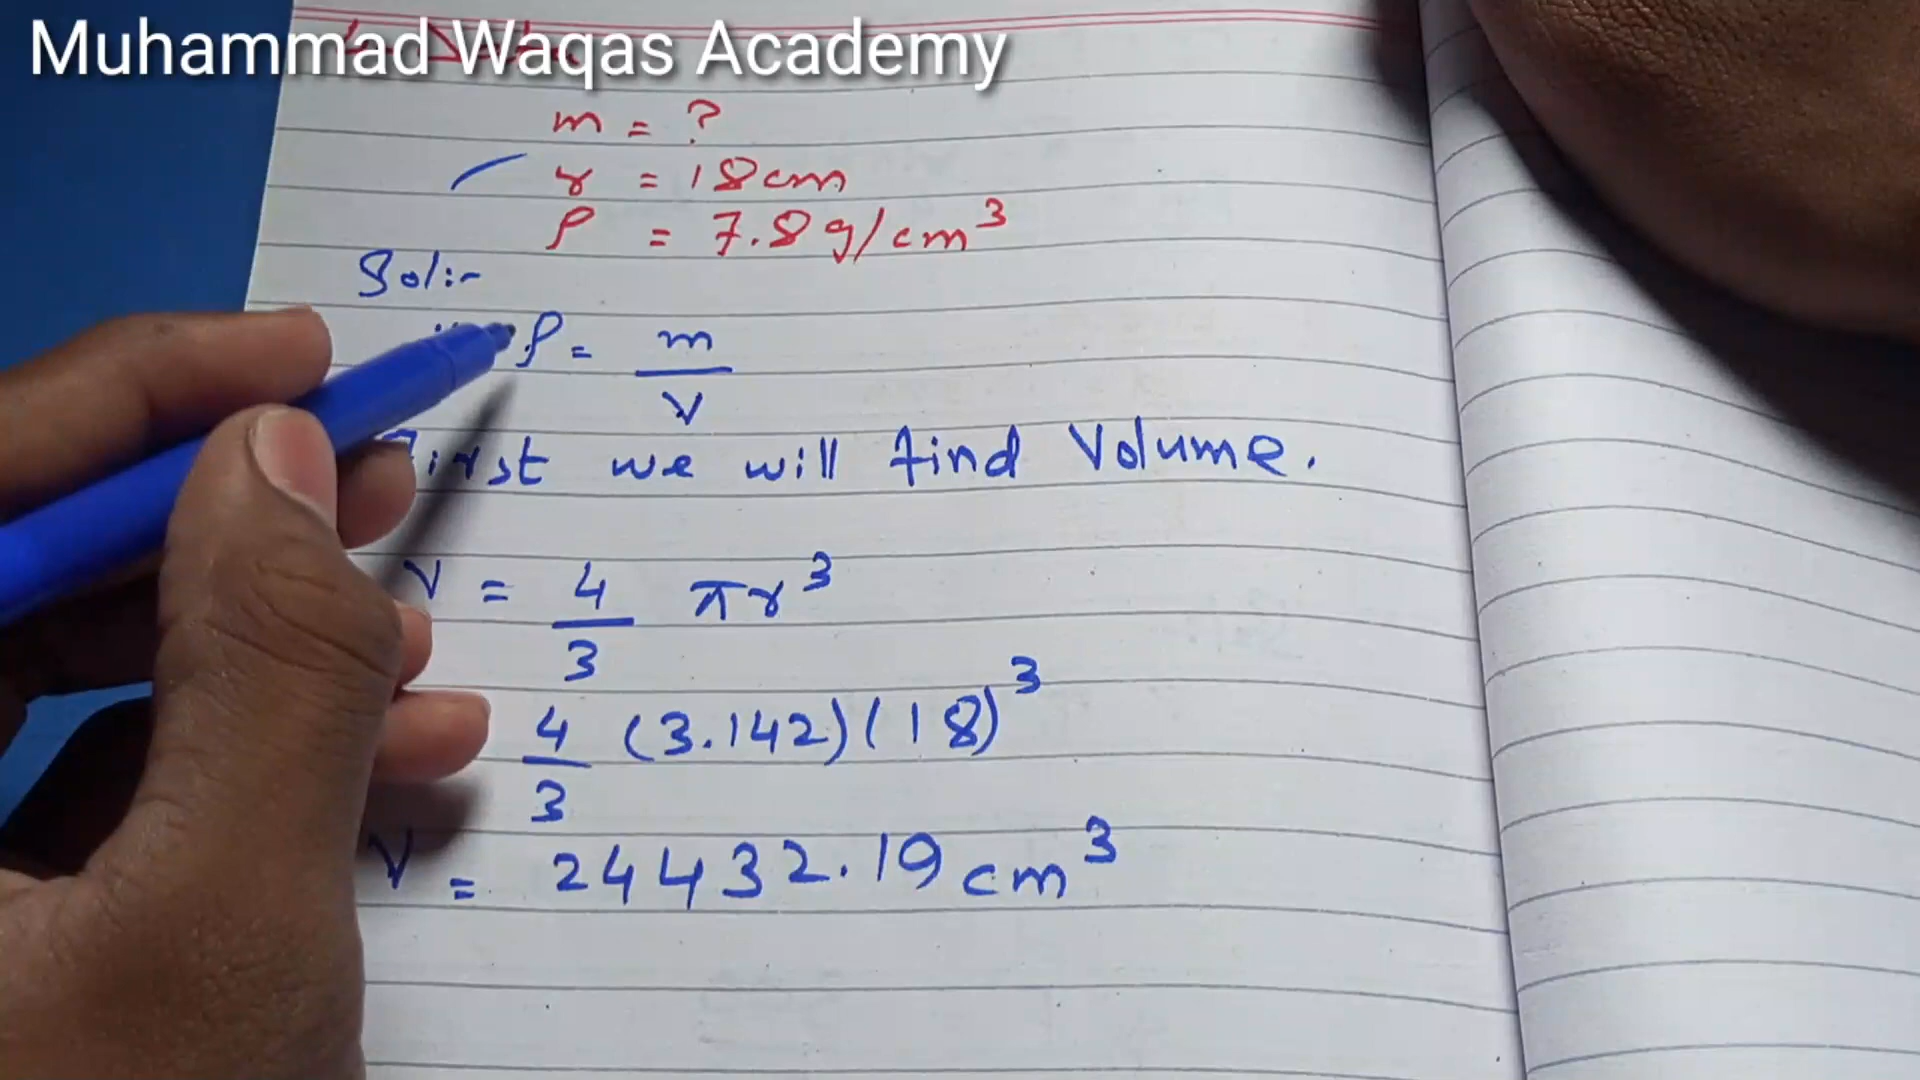 Muhammad Waqas Academy
m = ?
r = 18cm
ρ = 7.8g/cm³
Sol:-
ρ = m/V
First we will find Volume.
V = 4/3 πr³
4/3 (3.142)(18)³
V = 24432.19 cm³